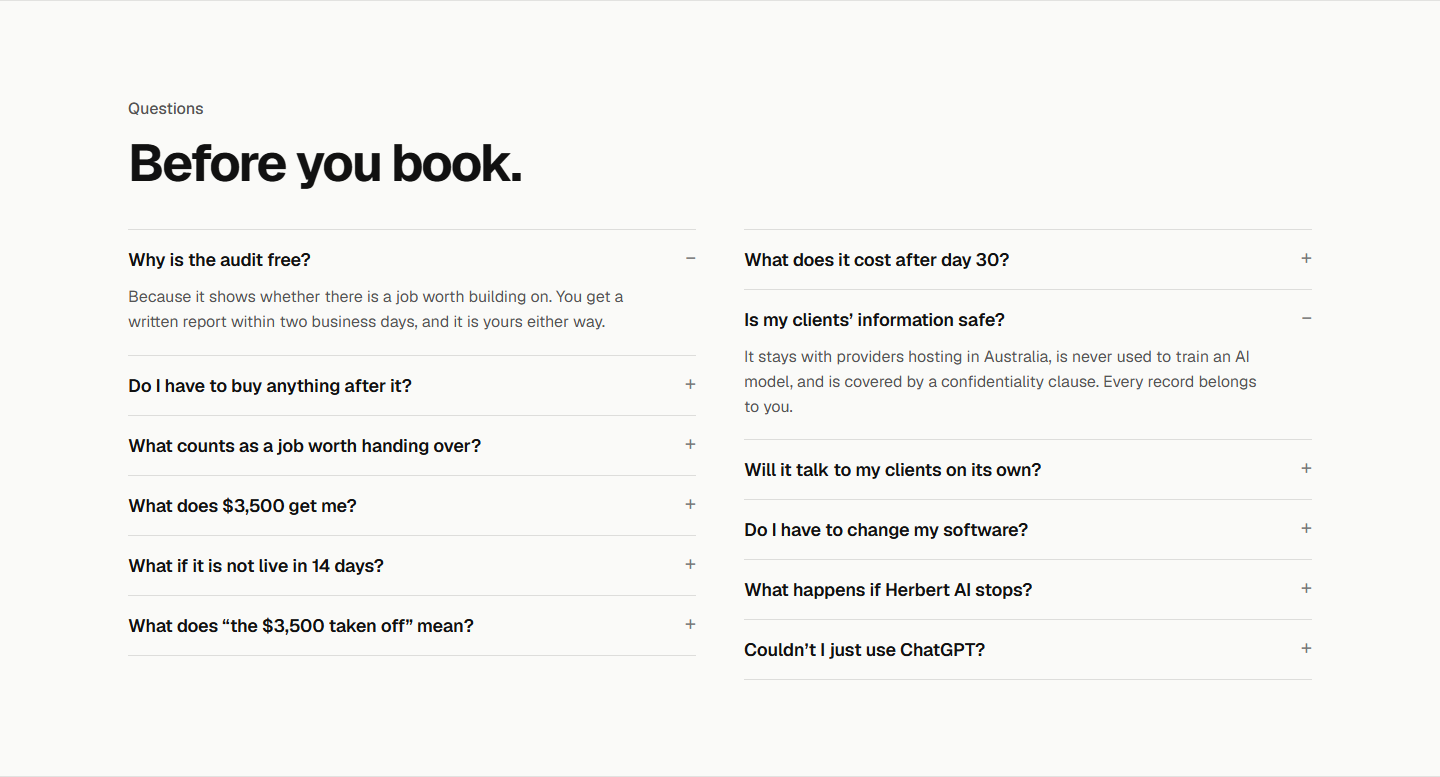 Questions
Before you book.
Why is the audit free?
−
Because it shows whether there is a job worth building on. You get a
written report within two business days, and it is yours either way.
Do I have to buy anything after it?
+
What counts as a job worth handing over?
+
What does $3,500 get me?
+
What if it is not live in 14 days?
+
What does “the $3,500 taken off” mean?
+
What does it cost after day 30?
+
Is my clients’ information safe?
−
It stays with providers hosting in Australia, is never used to train an AI
model, and is covered by a confidentiality clause. Every record belongs
to you.
Will it talk to my clients on its own?
+
Do I have to change my software?
+
What happens if Herbert AI stops?
+
Couldn’t I just use ChatGPT?
+